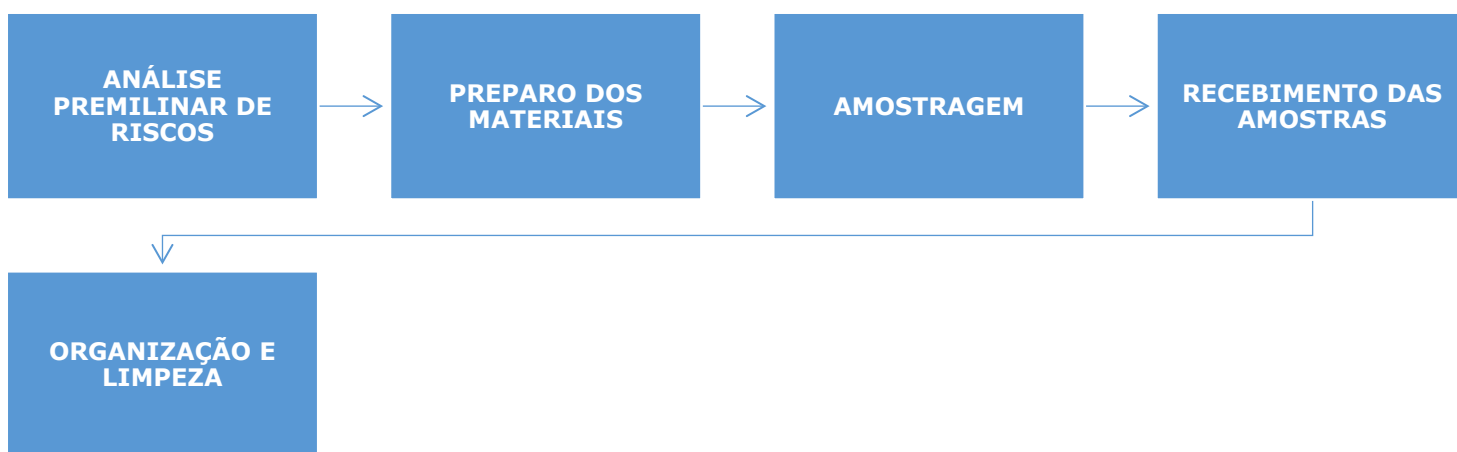 ANÁLISE
PREMILINAR DE
RISCOS
PREPARO DOS
MATERIAIS
AMOSTRAGEM
RECEBIMENTO DAS
AMOSTRAS
ORGANIZAÇÃO E
LIMPEZA